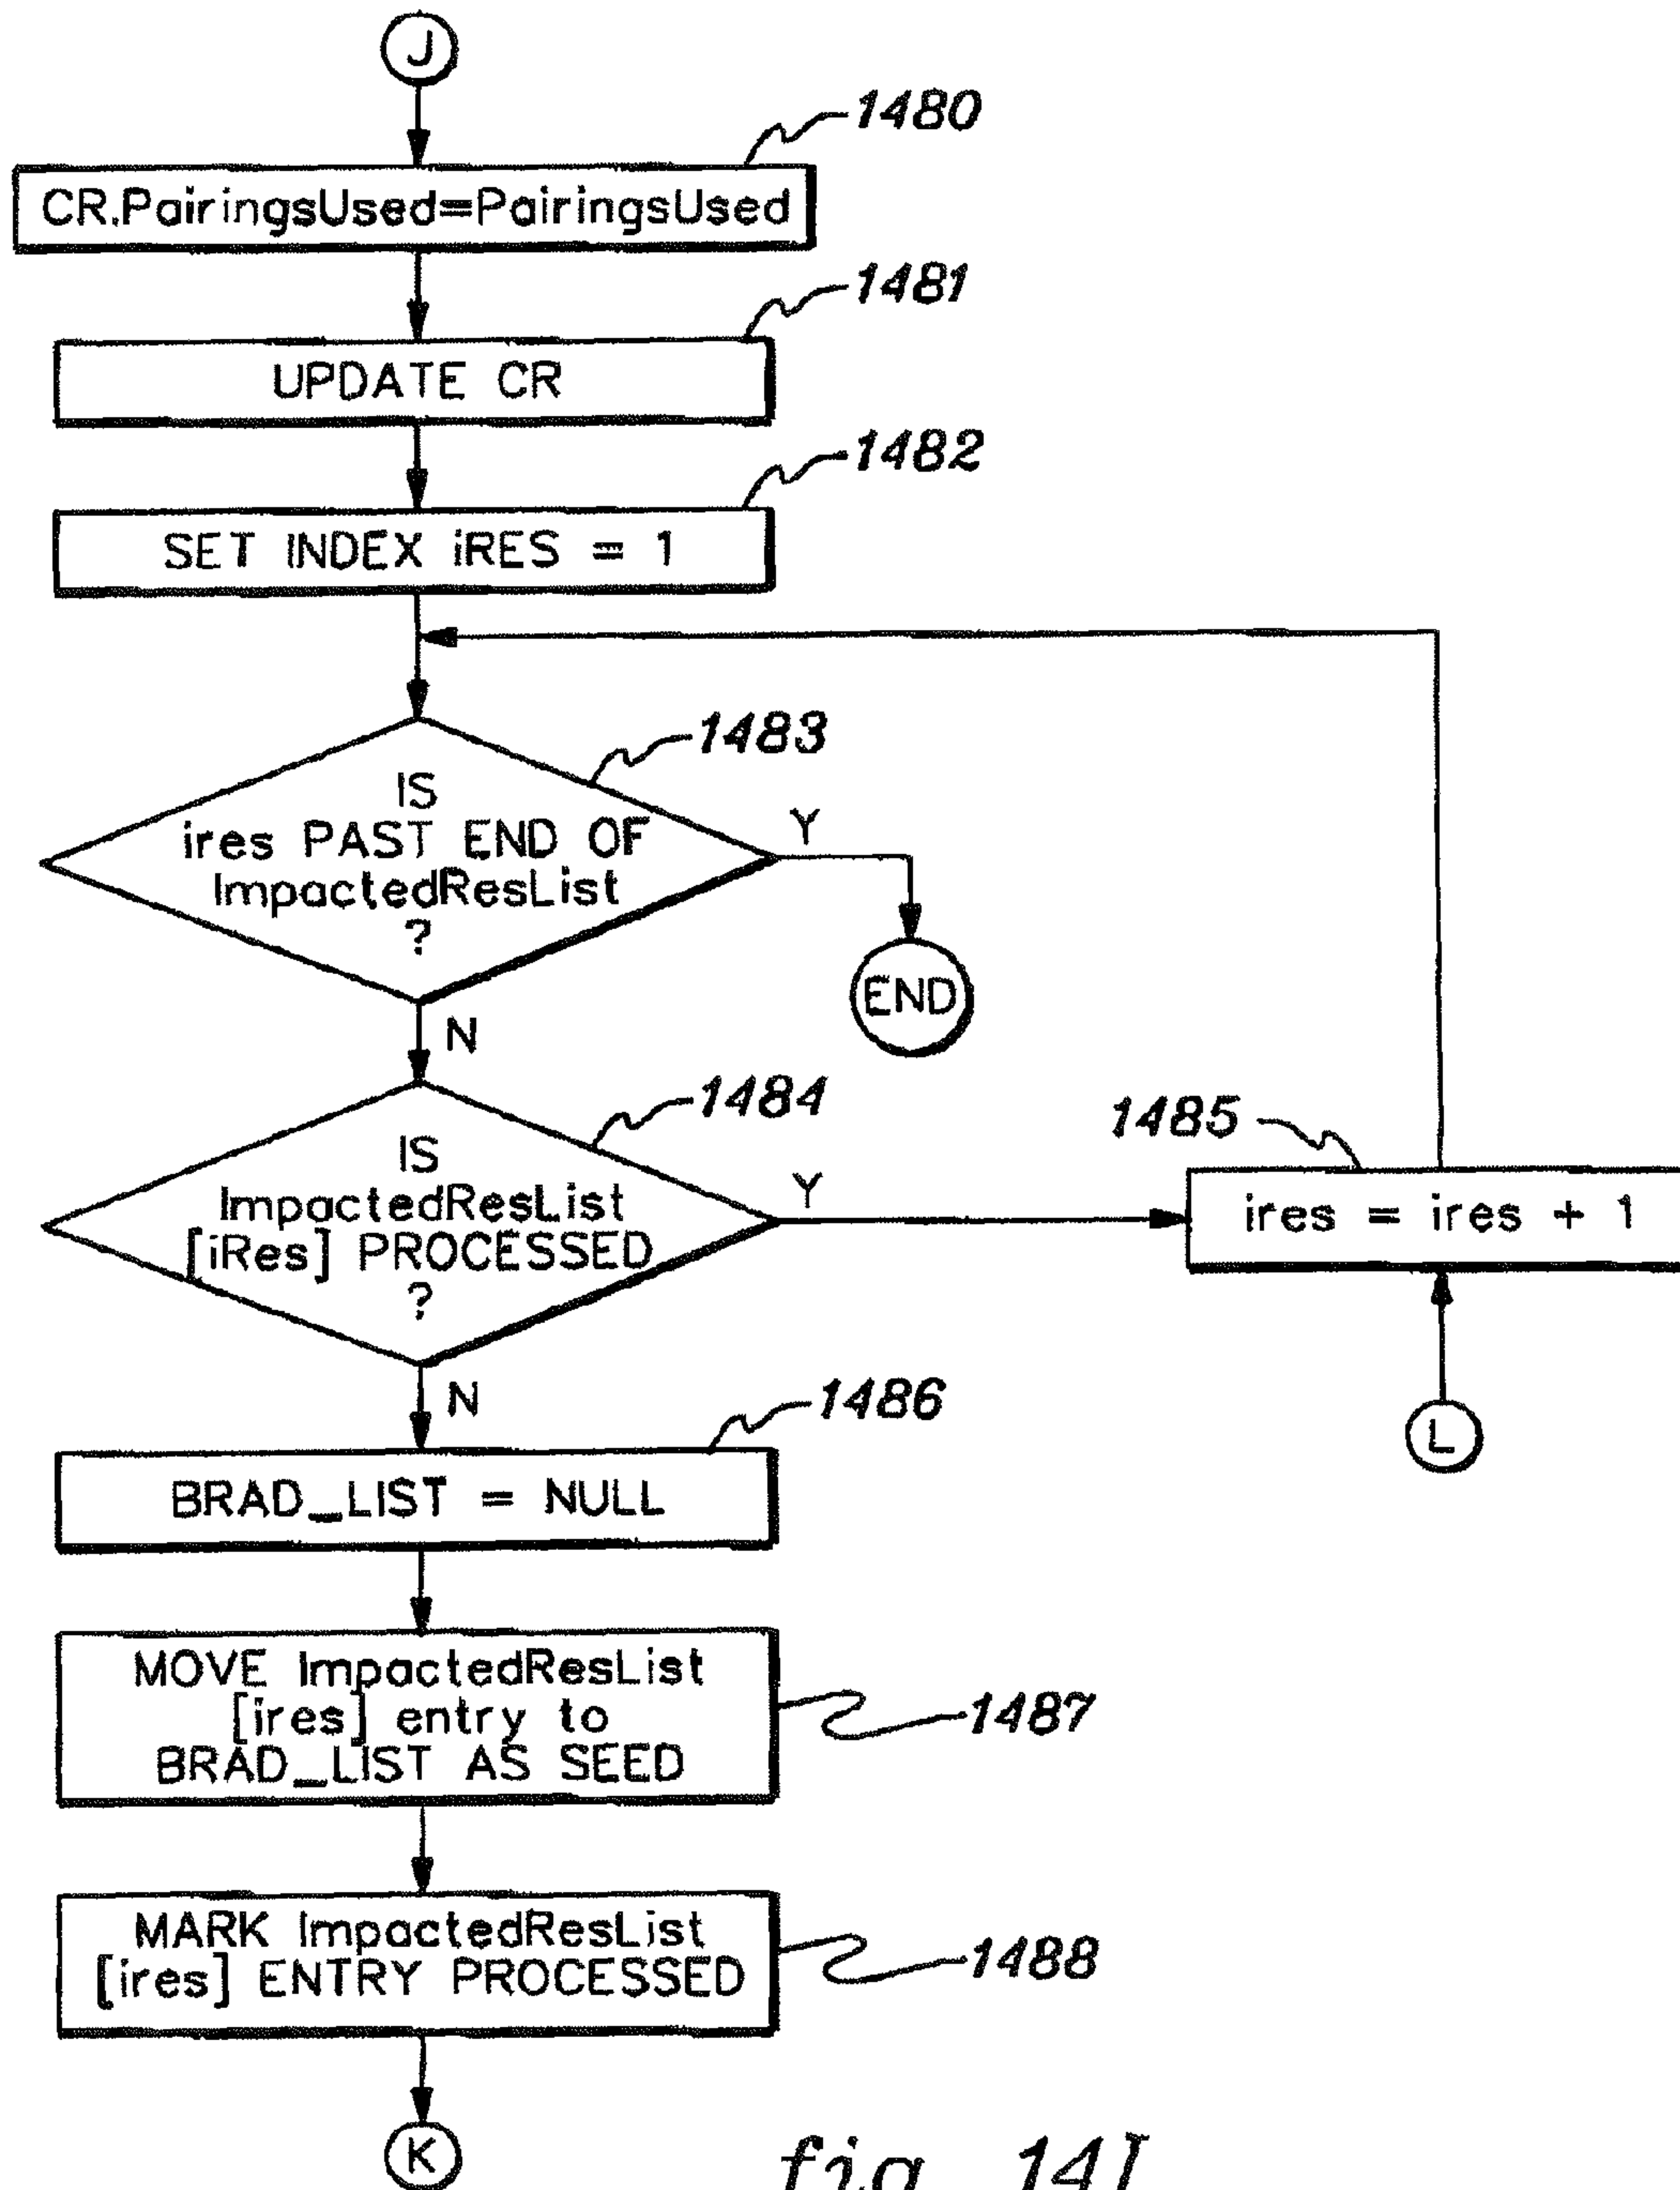 J
1480
CR.PairingsUsed=PairingsUsed
1481
UPDATE CR
1482
SET INDEX iRES = 1
1483
IS
ires PAST END OF
ImpactedResList
?
Y
END
N
1484
IS
ImpactedResList
[iRes] PROCESSED
?
Y
1485
ires = ires + 1
L
N
1486
BRAD_LIST = NULL
MOVE ImpactedResList
[ires] entry to
BRAD_LIST AS SEED
1487
MARK ImpactedResList
[ires] ENTRY PROCESSED
1488
K